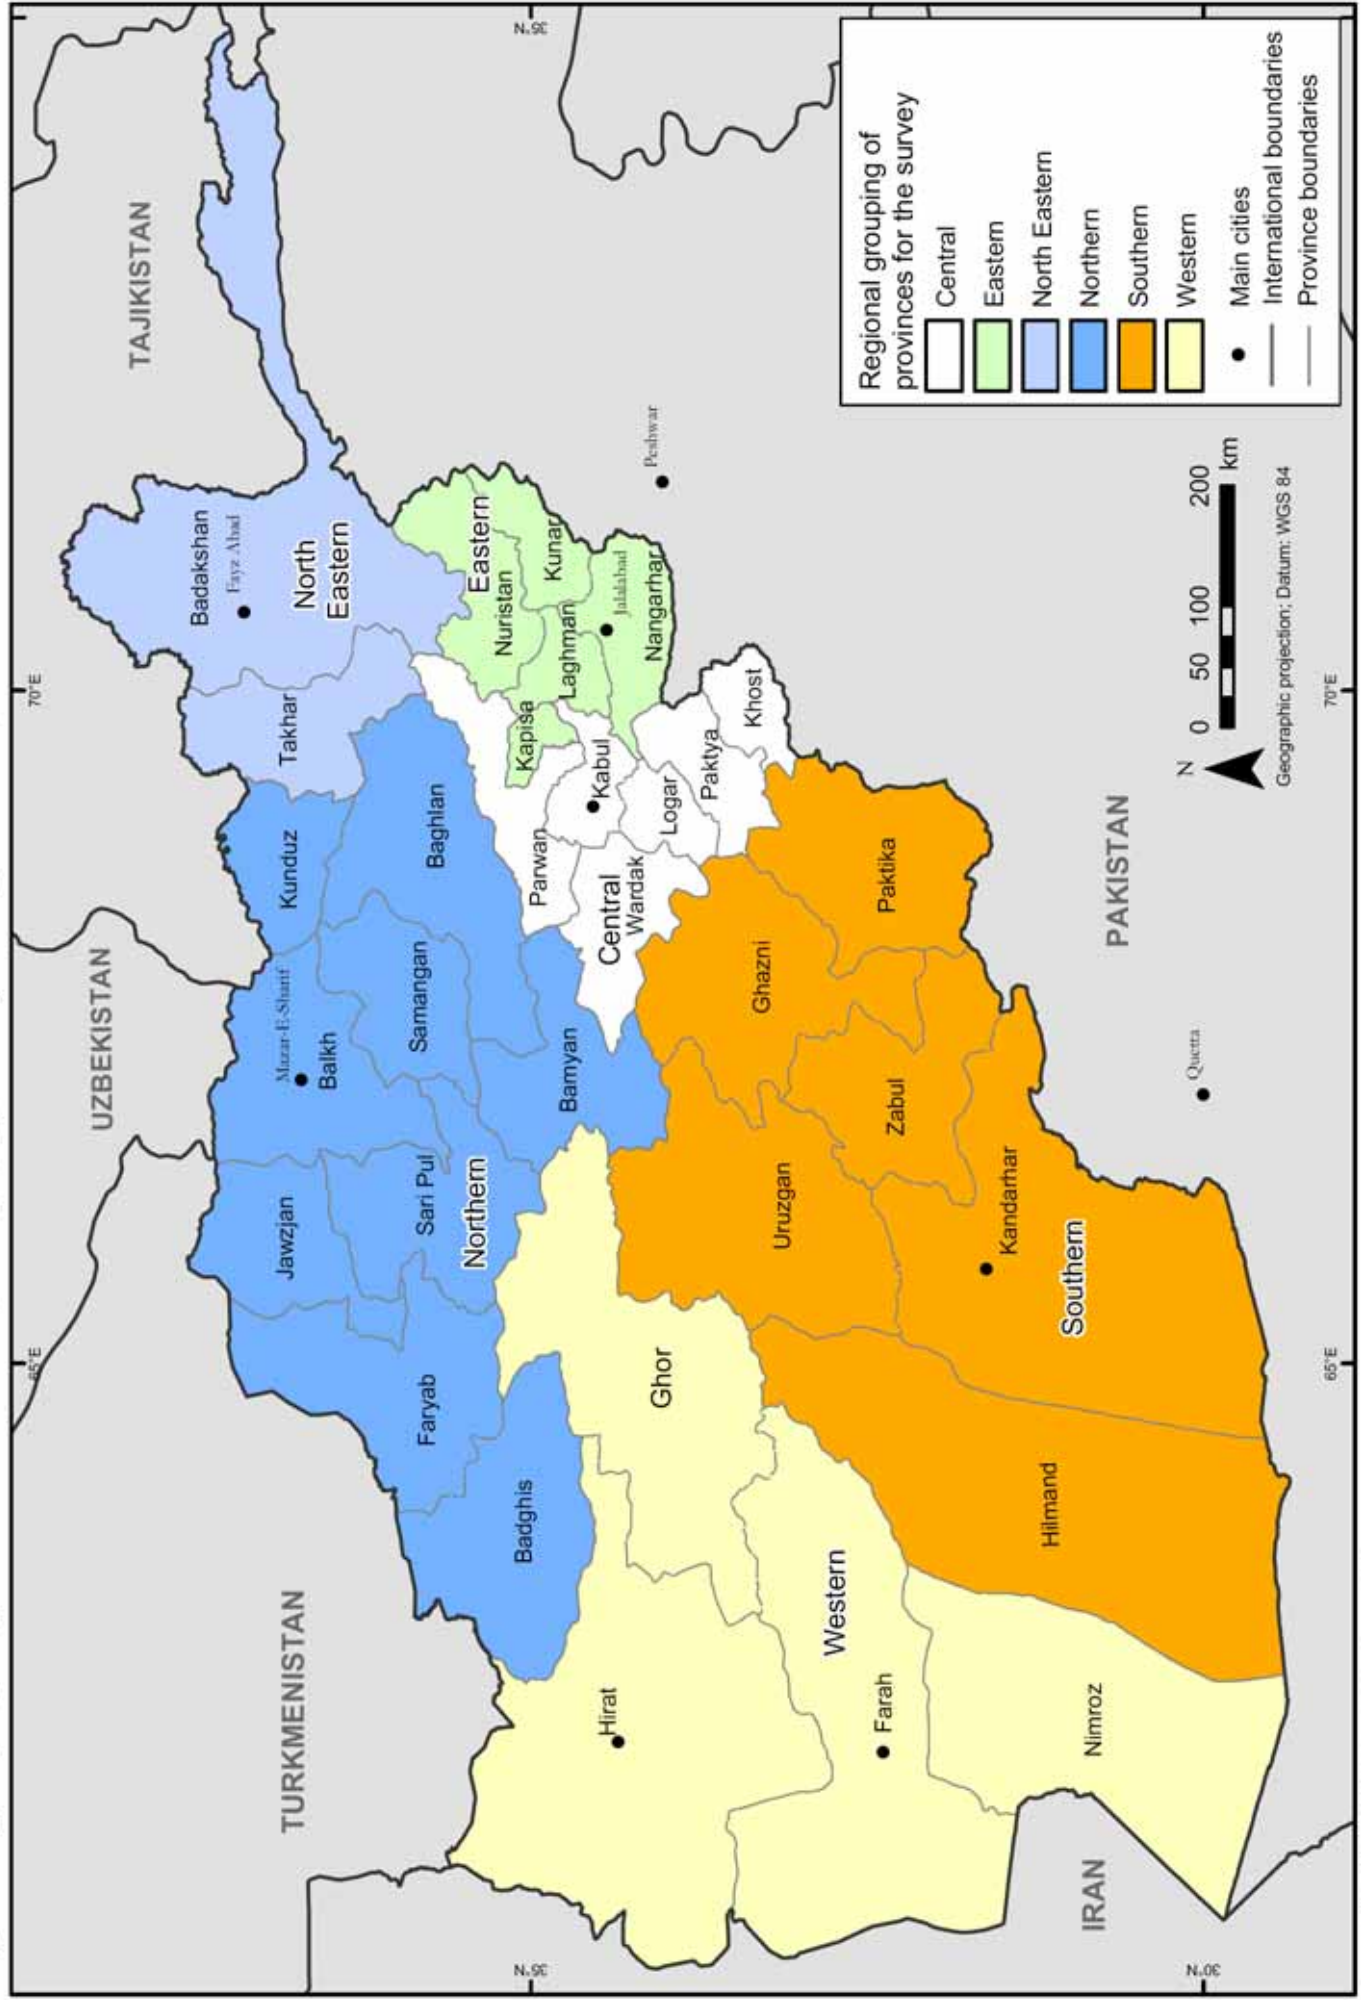 65°E
70°E
TAJIKISTAN
UZBEKISTAN
TURKMENISTAN
Badakshan
Fayz Abad
North
Eastern
Takhar
Kunduz
Mazar-E-Sharif
Balkh
Jawzjan
Faryab
Sari Pul
Samangan
Baghlan
Northern
Badghis
Bamyan
Parwan
Kapisa
Nuristan
Eastern
Kunar
Laghman
Jalalabad
Nangarhar
Peshwar
35°N
35°N
Kabul
Central
Wardak
Logar
Paktya
Khost
Hirat
Ghor
Uruzgan
Ghazni
Paktika
Western
Farah
Zabul
Kandarhar
Southern
Hilmand
Nimroz
IRAN
PAKISTAN
Quetta
30°N
65°E
70°E
N
0 50 100 200
km
Geographic projection; Datum: WGS 84
Regional grouping of
provinces for the survey
Central
Eastern
North Eastern
Northern
Southern
Western
Main cities
International boundaries
Province boundaries